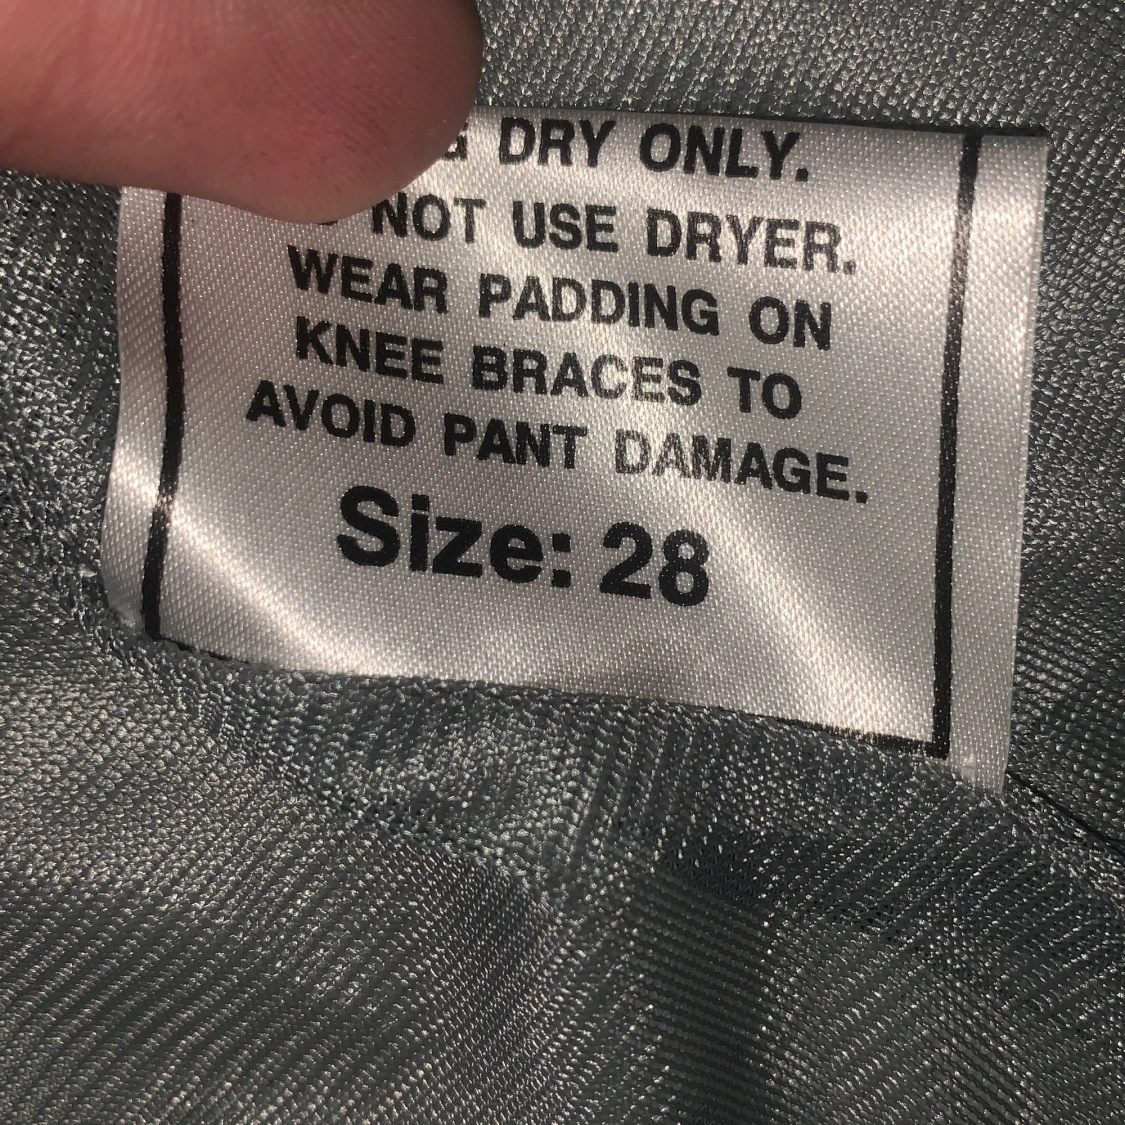 DRY ONLY.
NOT USE DRYER.
WEAR PADDING ON
KNEE BRACES TO
AVOID PANT DAMAGE.
Size: 28